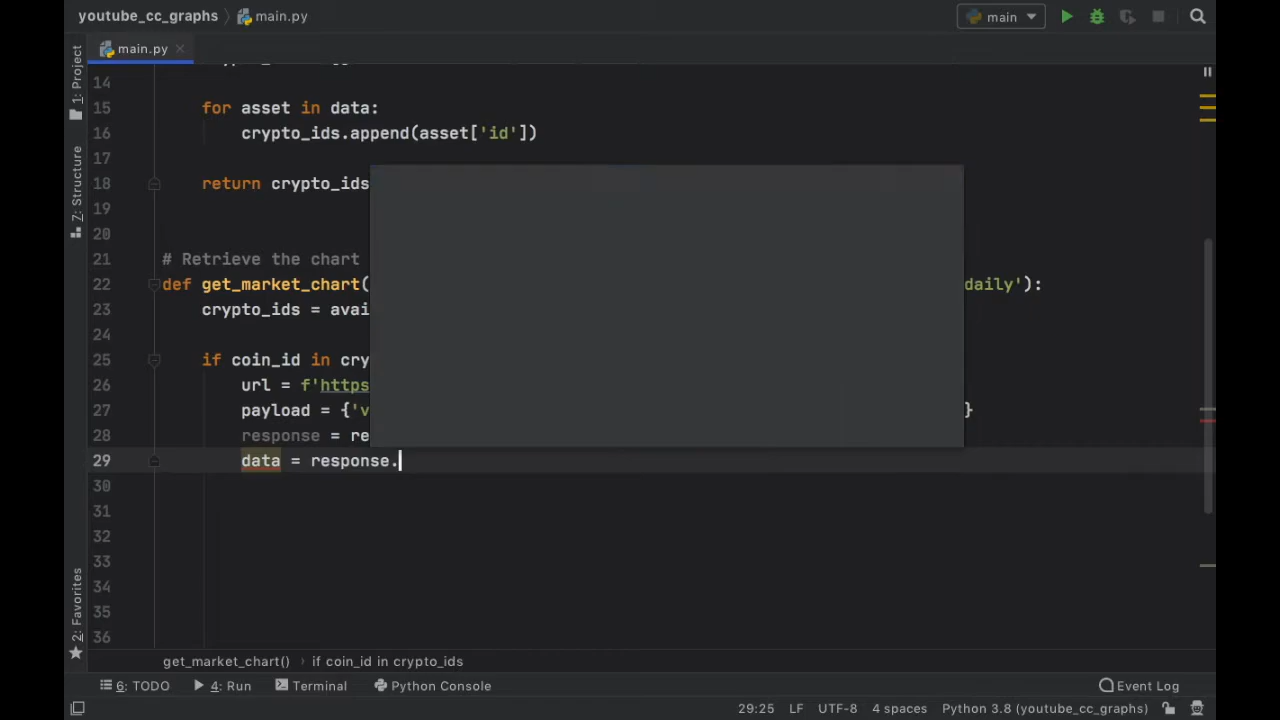 youtube_cc_graphs main.py main
main.py
1: Project
7: Structure
2: Favorites
14
15 for asset in data:
16 crypto_ids.append(asset['id'])
17
18 return crypto_ids
19
20
21 # Retrieve the chart
22 def get_market_chart( daily'):
23 crypto_ids = avai
24
25 if coin_id in cry
26 url = f'https
27 payload = {'v }
28 response = re
29 data = response.
30
31
32
33
34
35
36
get_market_chart() if coin_id in crypto_ids
6: TODO 4: Run Terminal Python Console Event Log
29:25 LF UTF-8 4 spaces Python 3.8 (youtube_cc_graphs)